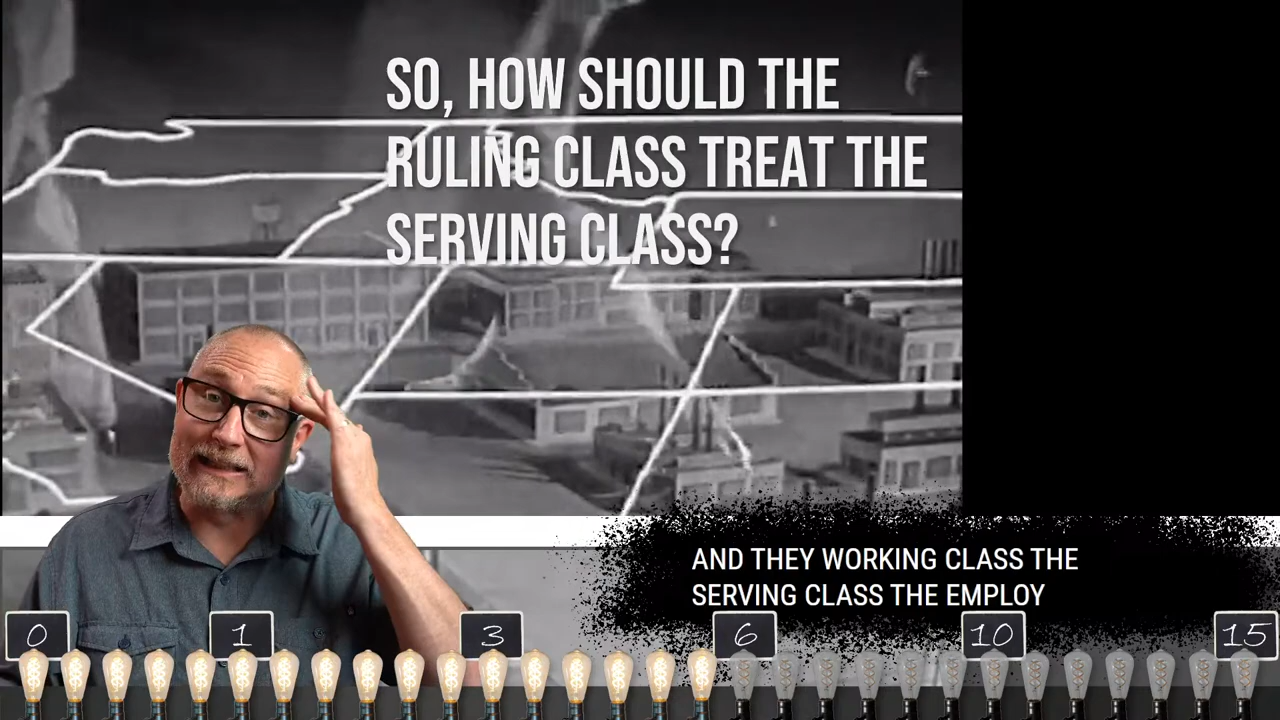 SO, HOW SHOULD THE
RULING CLASS TREAT THE
SERVING CLASS?
AND THEY WORKING CLASS THE
SERVING CLASS THE EMPLOY
0 1 3 6 10 15